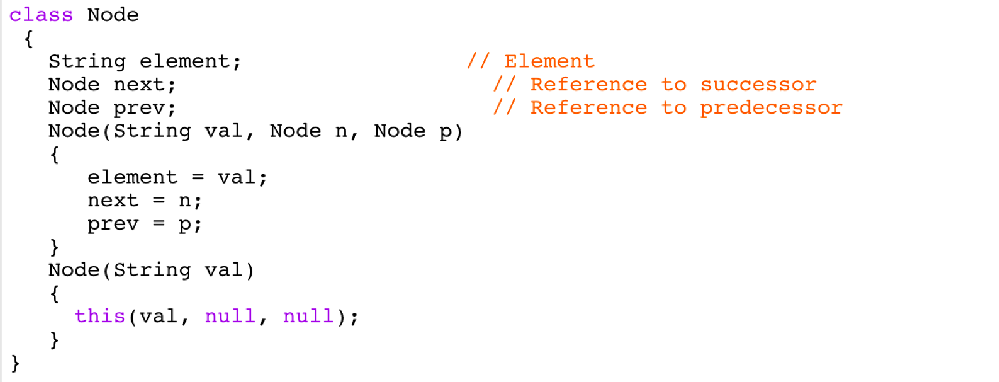 class Node
{
String element; // Element
Node next; // Reference to successor
Node prev; // Reference to predecessor
Node(String val, Node n, Node p)
{
element = val;
next = n;
prev = p;
}
Node(String val)
{
this(val, null, null);
}
}